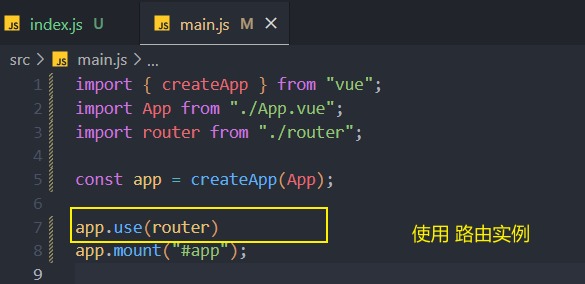 JS index.js U JS main.js M ×
src > JS main.js > ...
1 import { createApp } from "vue";
2 import App from "./App.vue";
3 import router from "./router";
4
5 const app = createApp(App);
6
7 app.use(router)
8 app.mount("#app");
9
使用 路由实例